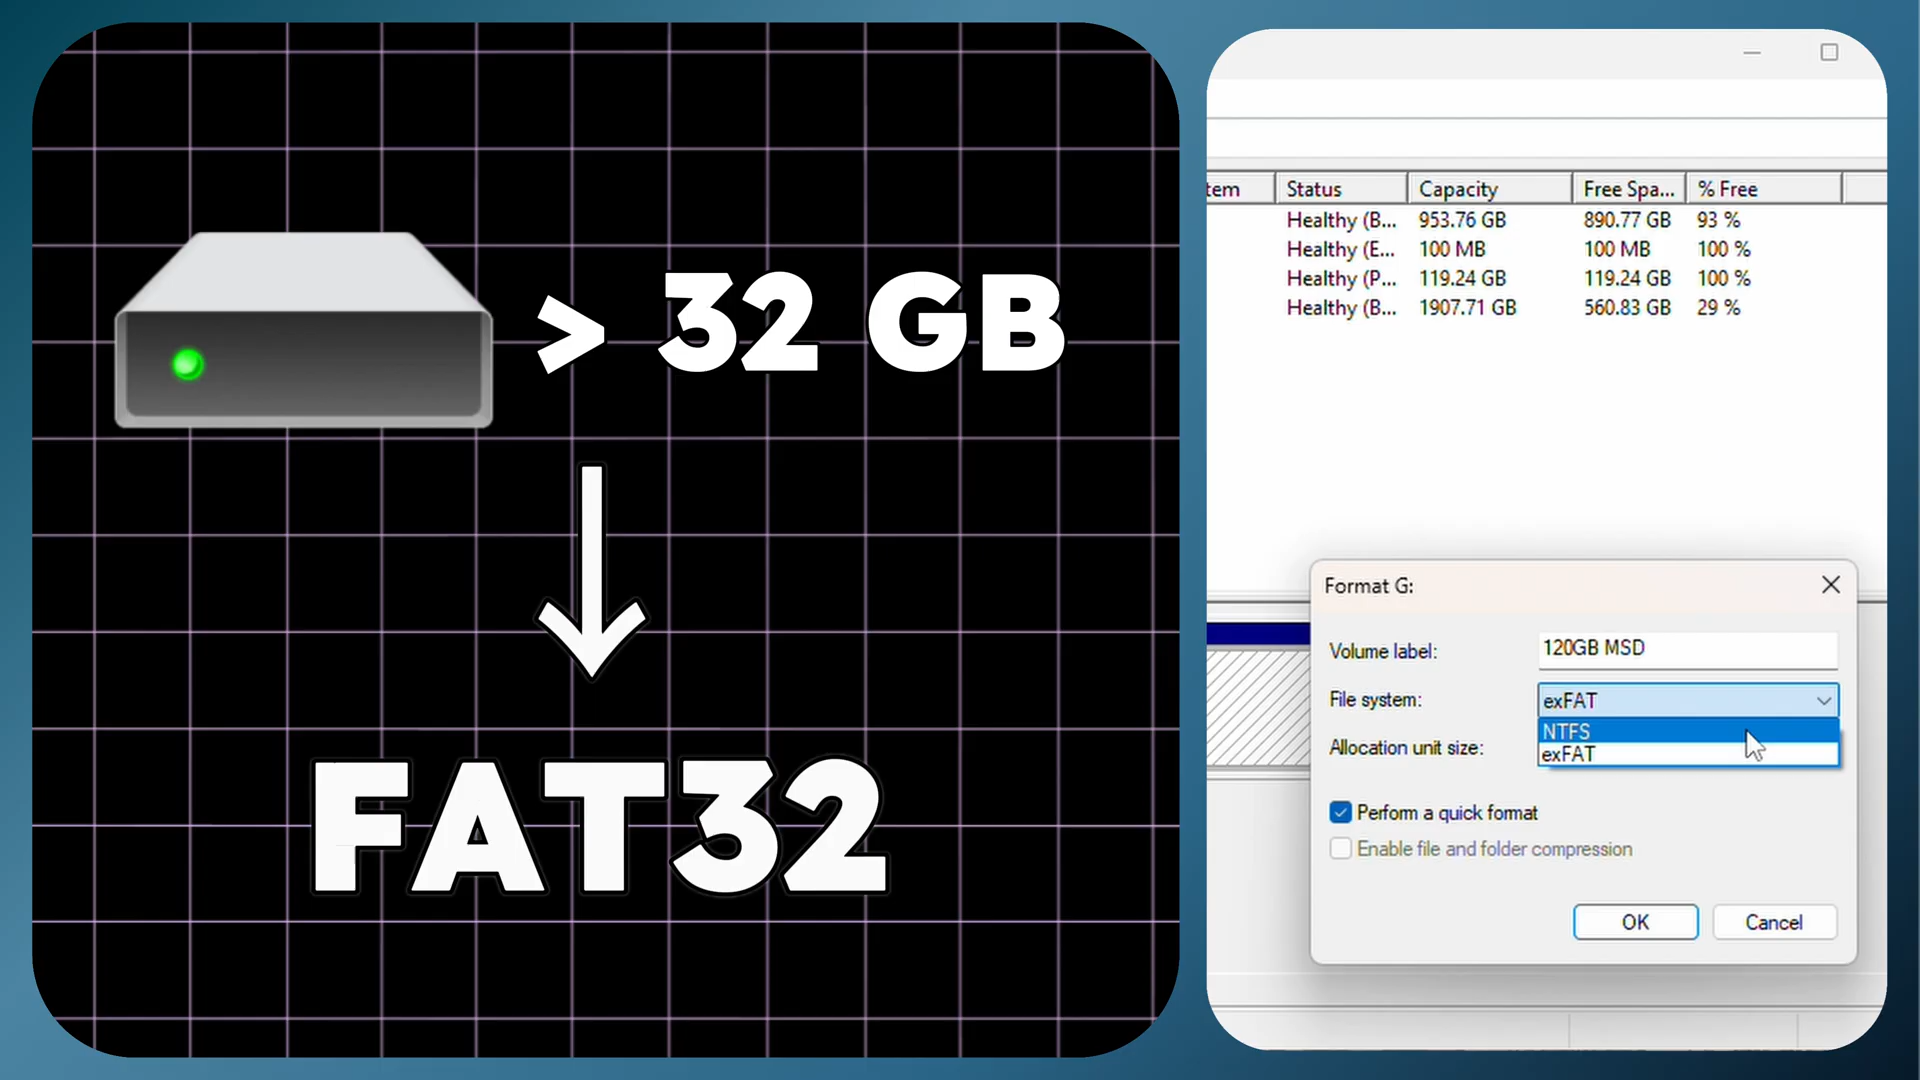 > 32 GB
FAT32
tem Status Capacity Free Spa... % Free
Healthy (B... 953.76 GB 890.77 GB 93 %
Healthy (E... 100 MB 100 MB 100 %
Healthy (P... 119.24 GB 119.24 GB 100 %
Healthy (B... 1907.71 GB 560.83 GB 29 %
Format G:
Volume label: 120GB MSD
File system: exFAT
NTFS
Allocation unit size: exFAT
Perform a quick format
Enable file and folder compression
OK Cancel